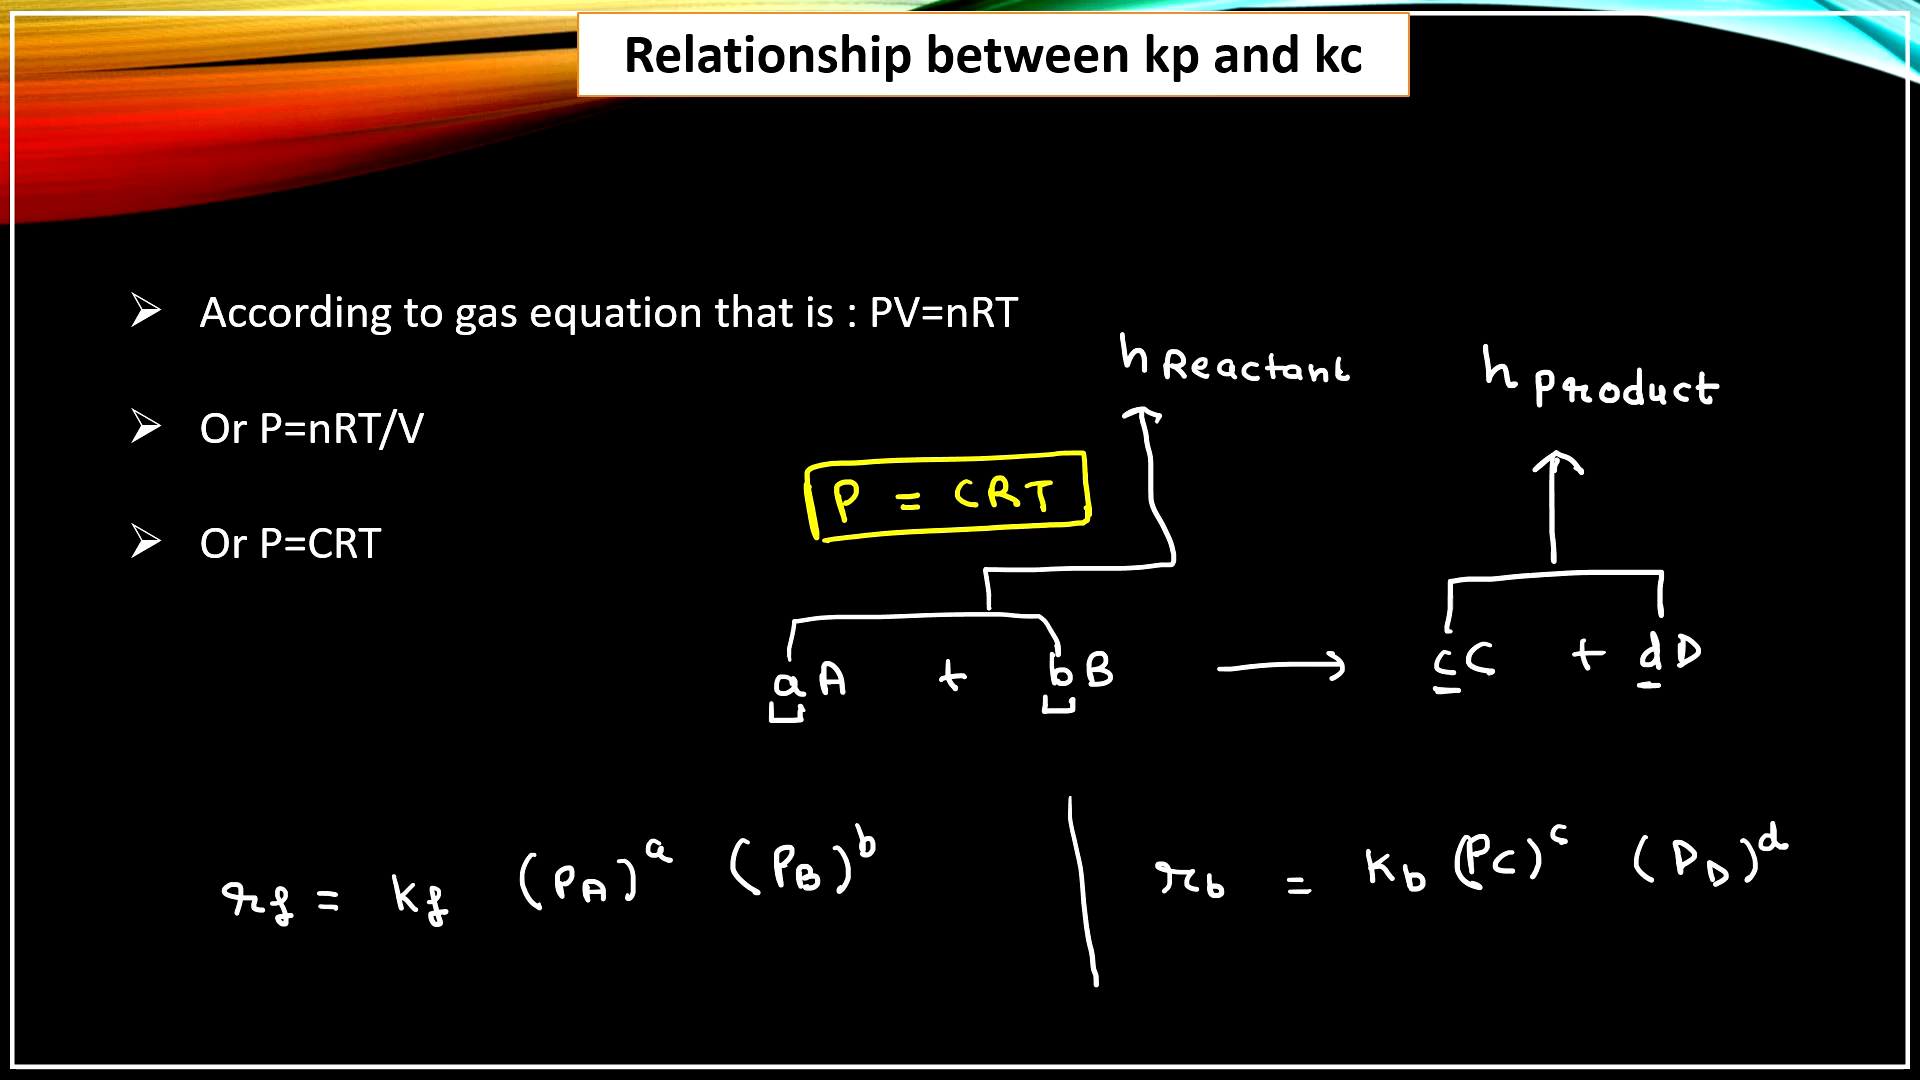 Relationship between kp and kc
➢ According to gas equation that is : PV=nRT
n Reactant
n Product
➢ Or P=nRT/V
P = CRT
➢ Or P=CRT
aA + bB → cC + dD
rf = kf (PA)^a (PB)^b
rb = Kb (PC)^c (PD)^d